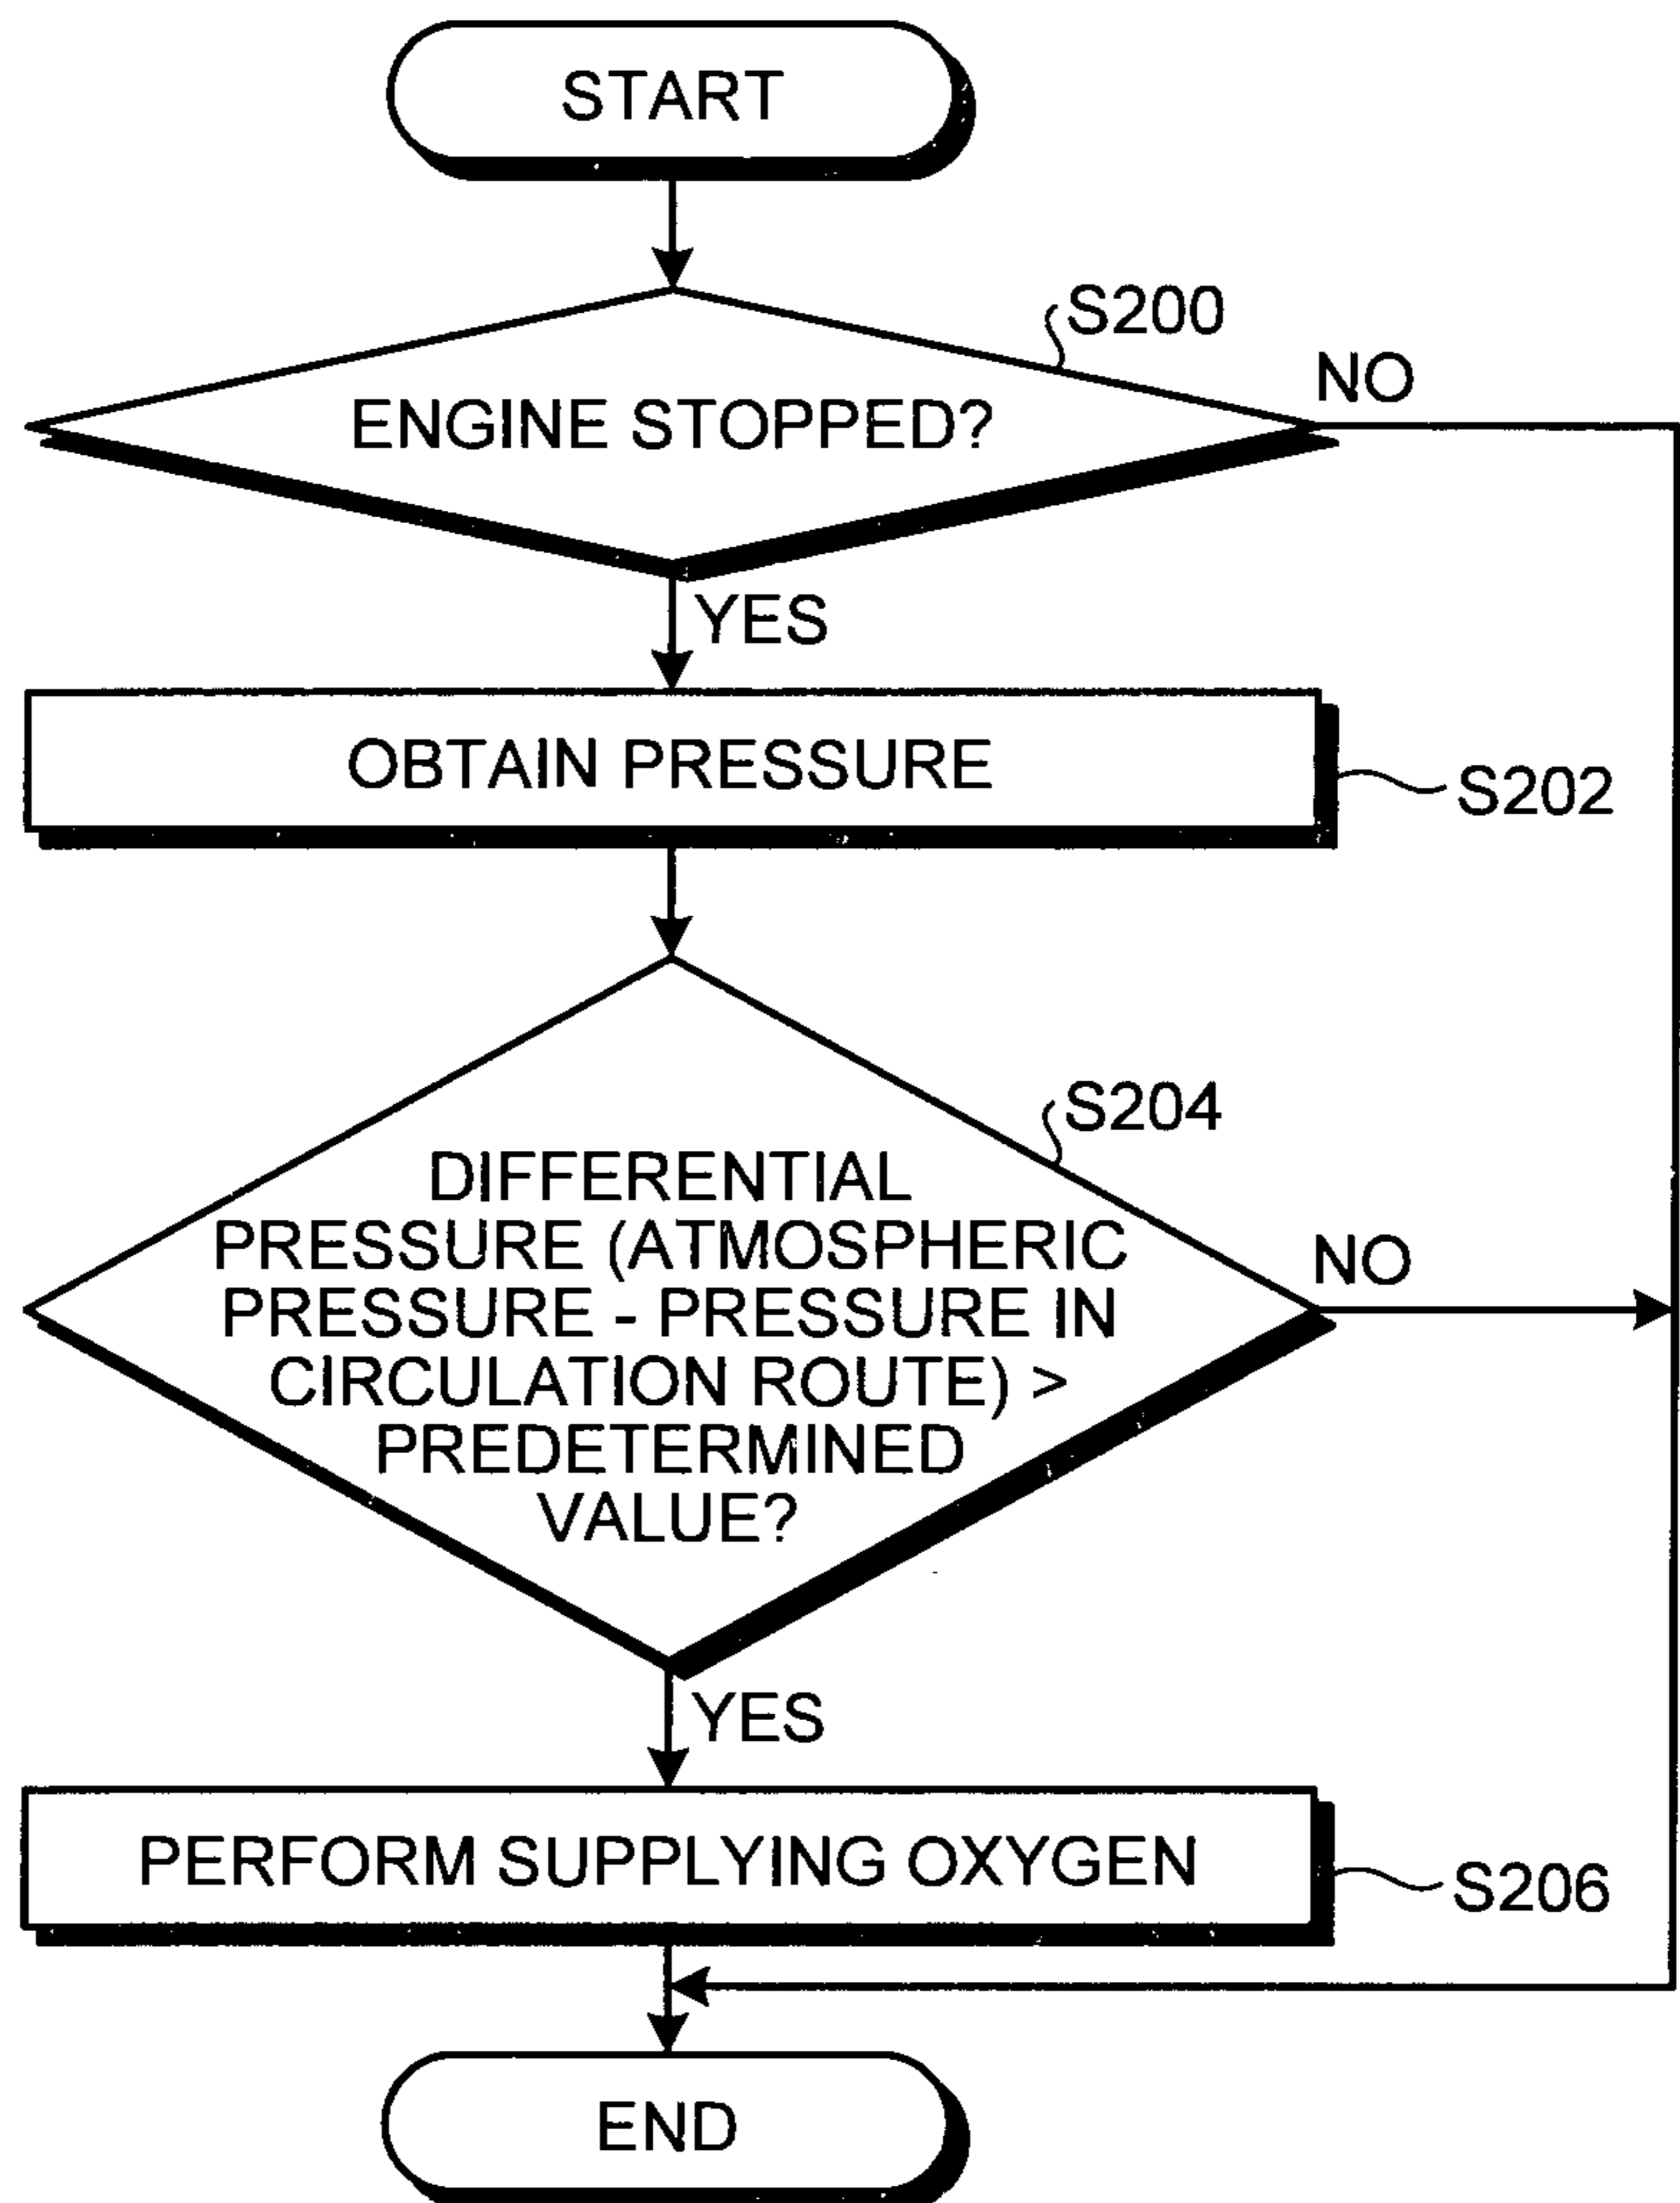 START
S200
NO
ENGINE STOPPED?
YES
OBTAIN PRESSURE
S202
S204
DIFFERENTIAL
PRESSURE (ATMOSPHERIC
PRESSURE - PRESSURE IN
CIRCULATION ROUTE) >
PREDETERMINED
VALUE?
NO
YES
PERFORM SUPPLYING OXYGEN
S206
END